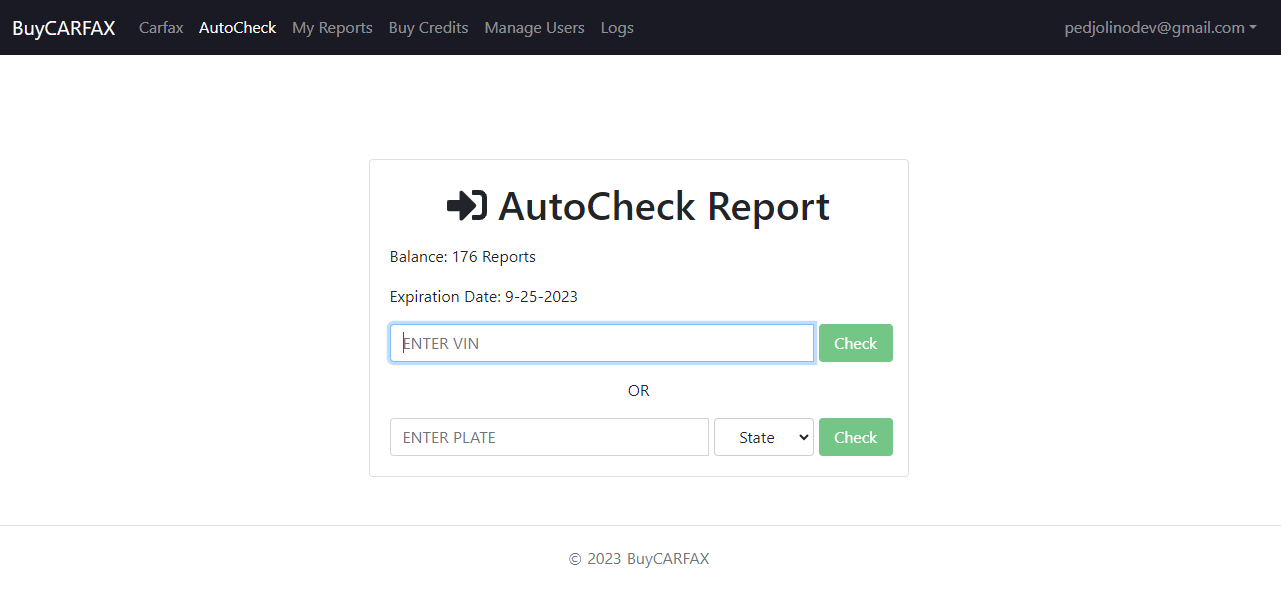 BuyCARFAX Carfax AutoCheck My Reports Buy Credits Manage Users Logs pedjolinodev@gmail.com
AutoCheck Report
Balance: 176 Reports
Expiration Date: 9-25-2023
ENTER VIN Check
OR
ENTER PLATE State Check
© 2023 BuyCARFAX